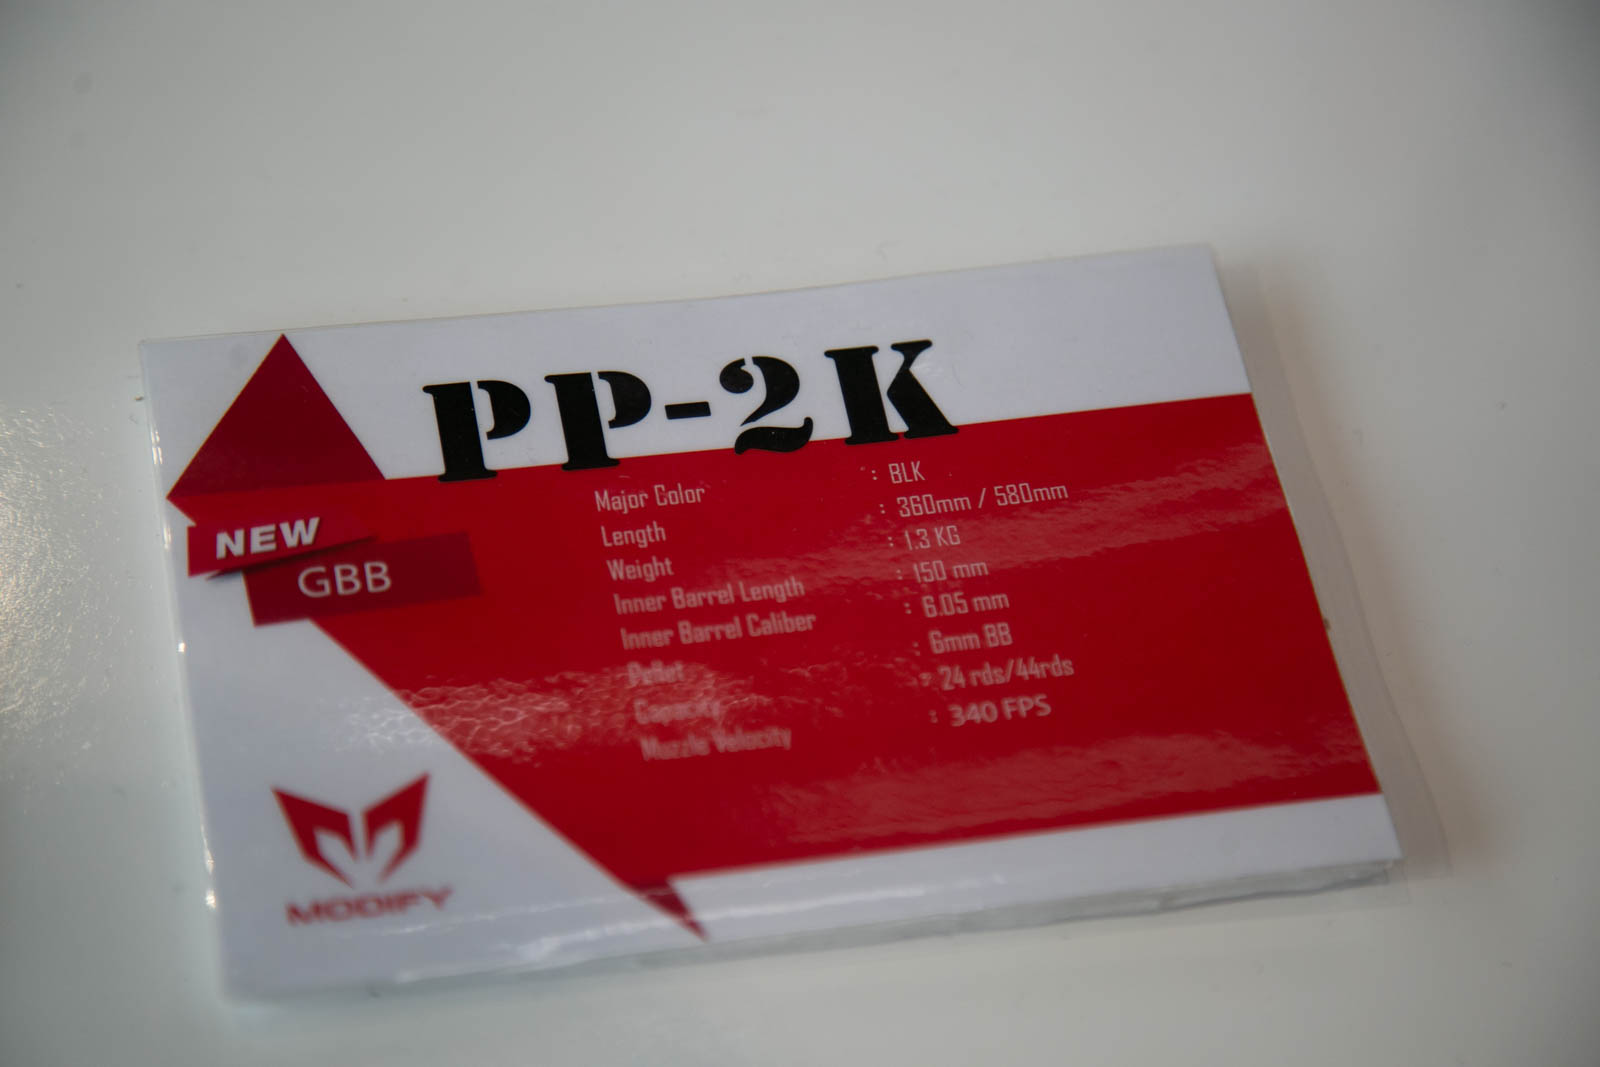 PP-2K
NEW
GBB
Major Color : BLK
Length : 360mm / 580mm
Weight : 1.3 KG
Inner Barrel Length : 150 mm
Inner Barrel Caliber : 6.05 mm
Pellet : 6mm BB
Capacity : 24 rds/44rds
Muzzle Velocity : 340 FPS
MODIFY